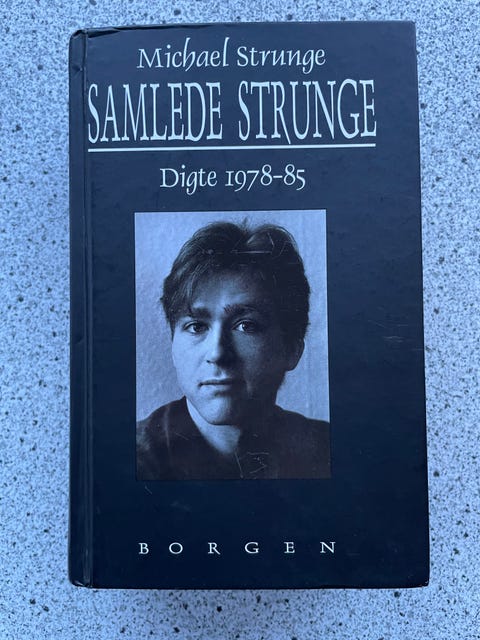 Michael Strunge
SAMLEDE STRUNGE
Digte 1978-85
BORGEN